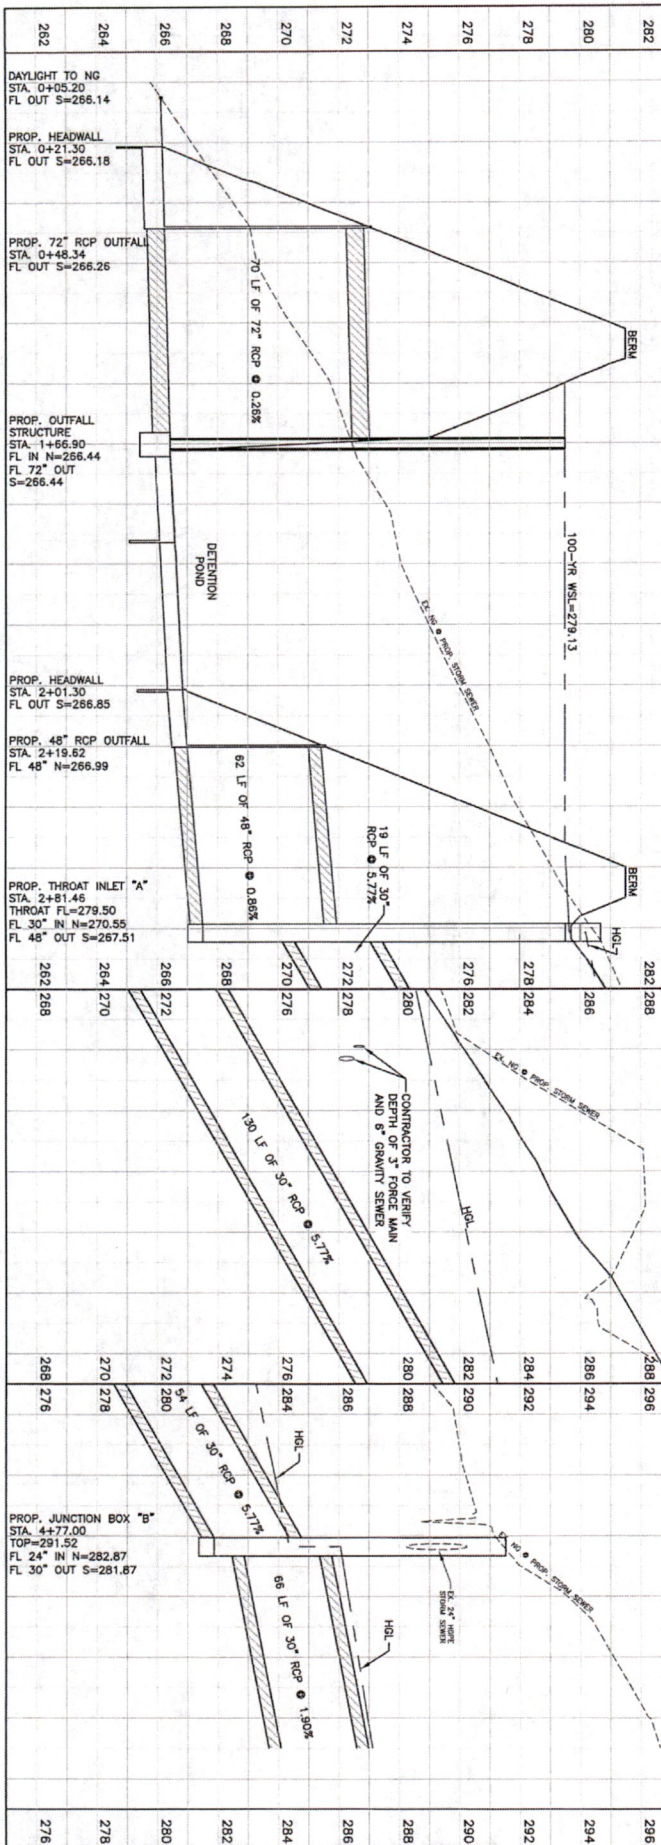 262 264 266 268 270 272 274 276 278 280 282
DAYLIGHT TO NG
STA. 0+05.20
FL OUT S=266.14
PROP. HEADWALL
STA. 0+21.30
FL OUT S=266.18
PROP. 72" RCP OUTFALL
STA. 0+48.34
FL OUT S=266.26
70 LF OF 72" RCP @ 0.26%
BERM
PROP. OUTFALL
STRUCTURE
STA. 1+66.90
FL IN N=266.44
FL 72" OUT
S=266.44
DETENTION
POND
100-YR WSL=279.13
EX. NG @ PROP. STORM SEWER
PROP. HEADWALL
STA. 2+01.30
FL OUT S=266.85
PROP. 48" RCP OUTFALL
STA. 2+19.62
FL 48" N=266.99
62 LF OF 48" RCP @ 0.86%
19 LF OF 30"
RCP @ 5.77%
BERM
PROP. THROAT INLET "A"
STA. 2+81.46
THROAT FL=279.50
FL 30" IN N=270.55
FL 48" OUT S=267.51
HGL
262 264 266 268 270 272 274 276 278 280 282
268 270 272 274 276 278 280 282 284 286 288
EX. NG @ PROP. STORM SEWER
CONTRACTOR TO VERIFY
DEPTH OF 3" FORCE MAIN
AND 6" GRAVITY SEWER
130 LF OF 30" RCP @ 5.77%
HGL
268 270 272 274 276 278 280 282 284 286 288
276 278 280 282 284 286 288 290 292 294 296
54 LF OF 30" RCP @ 5.77%
HGL
PROP. JUNCTION BOX "B"
STA. 4+77.00
TOP=291.52
FL 24" IN N=282.87
FL 30" OUT S=281.87
EX. NG @ PROP. STORM SEWER
EX. 24" HDPE
STORM SEWER
66 LF OF 30" RCP @ 1.90%
HGL
276 278 280 282 284 286 288 290 292 294 296